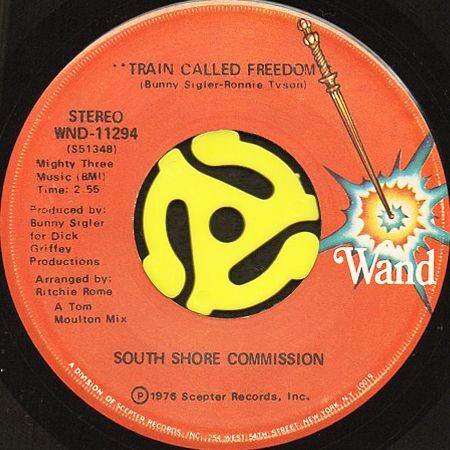 **TRAIN CALLED FREEDOM
(Bunny Sigler-Ronnie Tyson)
STEREO
WND-11294
(S51348)
Mighty Three
Music (BMI)
Time: 2:55
Produced by:
Bunny Sigler
for Dick
Griffey
Productions
Arranged by:
Ritchie Rome
A Tom
Moulton Mix
Wand
SOUTH SHORE COMMISSION
Ⓟ1976 Scepter Records, Inc.
A DIVISION OF SCEPTER RECORDS, INC. 254 WEST 54TH STREET, NEW YORK, N.Y. 10019